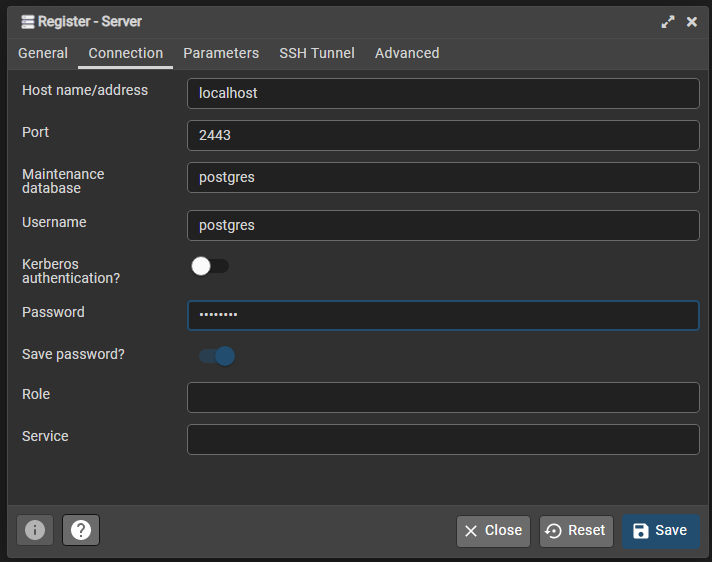 Register - Server
General Connection Parameters SSH Tunnel Advanced
Host name/address
localhost
Port
2443
Maintenance
database
postgres
Username
postgres
Kerberos
authentication?
Password
••••••••
Save password?
Role
Service
Close Reset Save